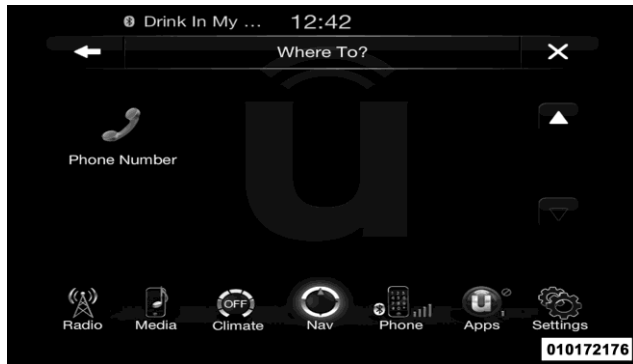 Drink In My ... 12:42
Where To?
Phone Number
OFF
Radio Media Climate Nav Phone Apps Settings
010172176